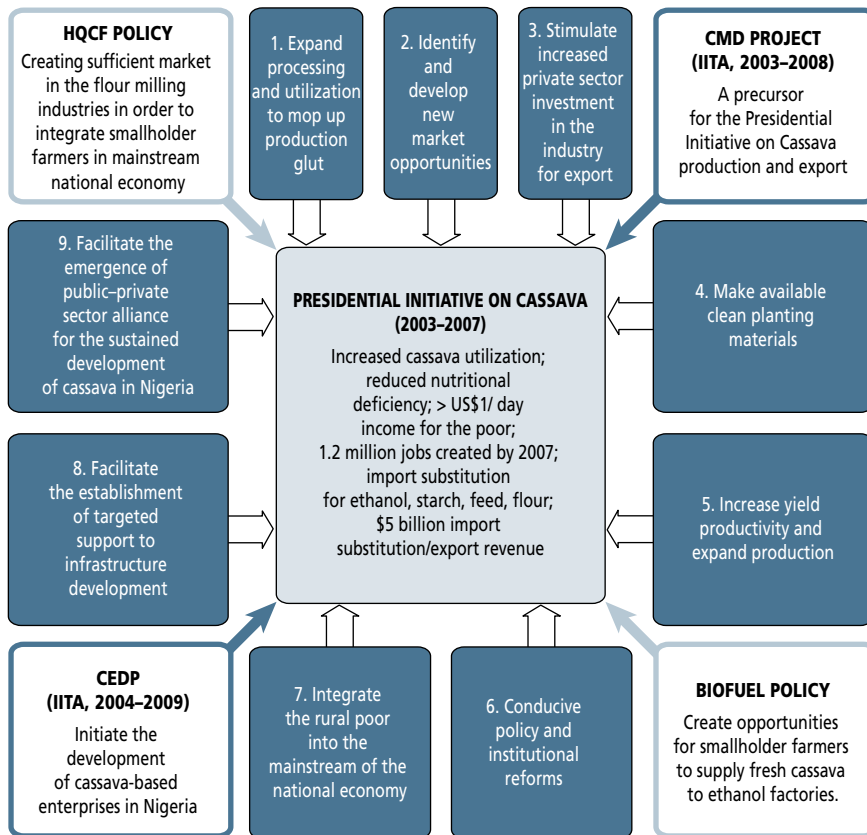 HQCF POLICY
Creating sufficient market
in the flour milling
industries in order to
integrate smallholder
farmers in mainstream
national economy
1. Expand
processing
and utilization
to mop up
production
glut
2. Identify
and
develop
new
market
opportunities
3. Stimulate
increased
private sector
investment
in the
industry
for export
CMD PROJECT
(IITA, 2003–2008)
A precursor
for the Presidential
Initiative on Cassava
production and export
9. Facilitate the
emergence of
public–private
sector alliance
for the sustained
development
of cassava in Nigeria
PRESIDENTIAL INITIATIVE ON CASSAVA
(2003–2007)
Increased cassava utilization;
reduced nutritional
deficiency; > US$1/ day
income for the poor;
1.2 million jobs created by 2007;
import substitution
for ethanol, starch, feed, flour;
$5 billion import
substitution/export revenue
4. Make available
clean planting
materials
8. Facilitate
the establishment
of targeted
support to
infrastructure
development
5. Increase yield
productivity and
expand production
CEDP
(IITA, 2004–2009)
Initiate the
development
of cassava-based
enterprises in Nigeria
7. Integrate
the rural poor
into the
mainstream of the
national economy
6. Conducive
policy and
institutional
reforms
BIOFUEL POLICY
Create opportunities
for smallholder farmers
to supply fresh cassava
to ethanol factories.